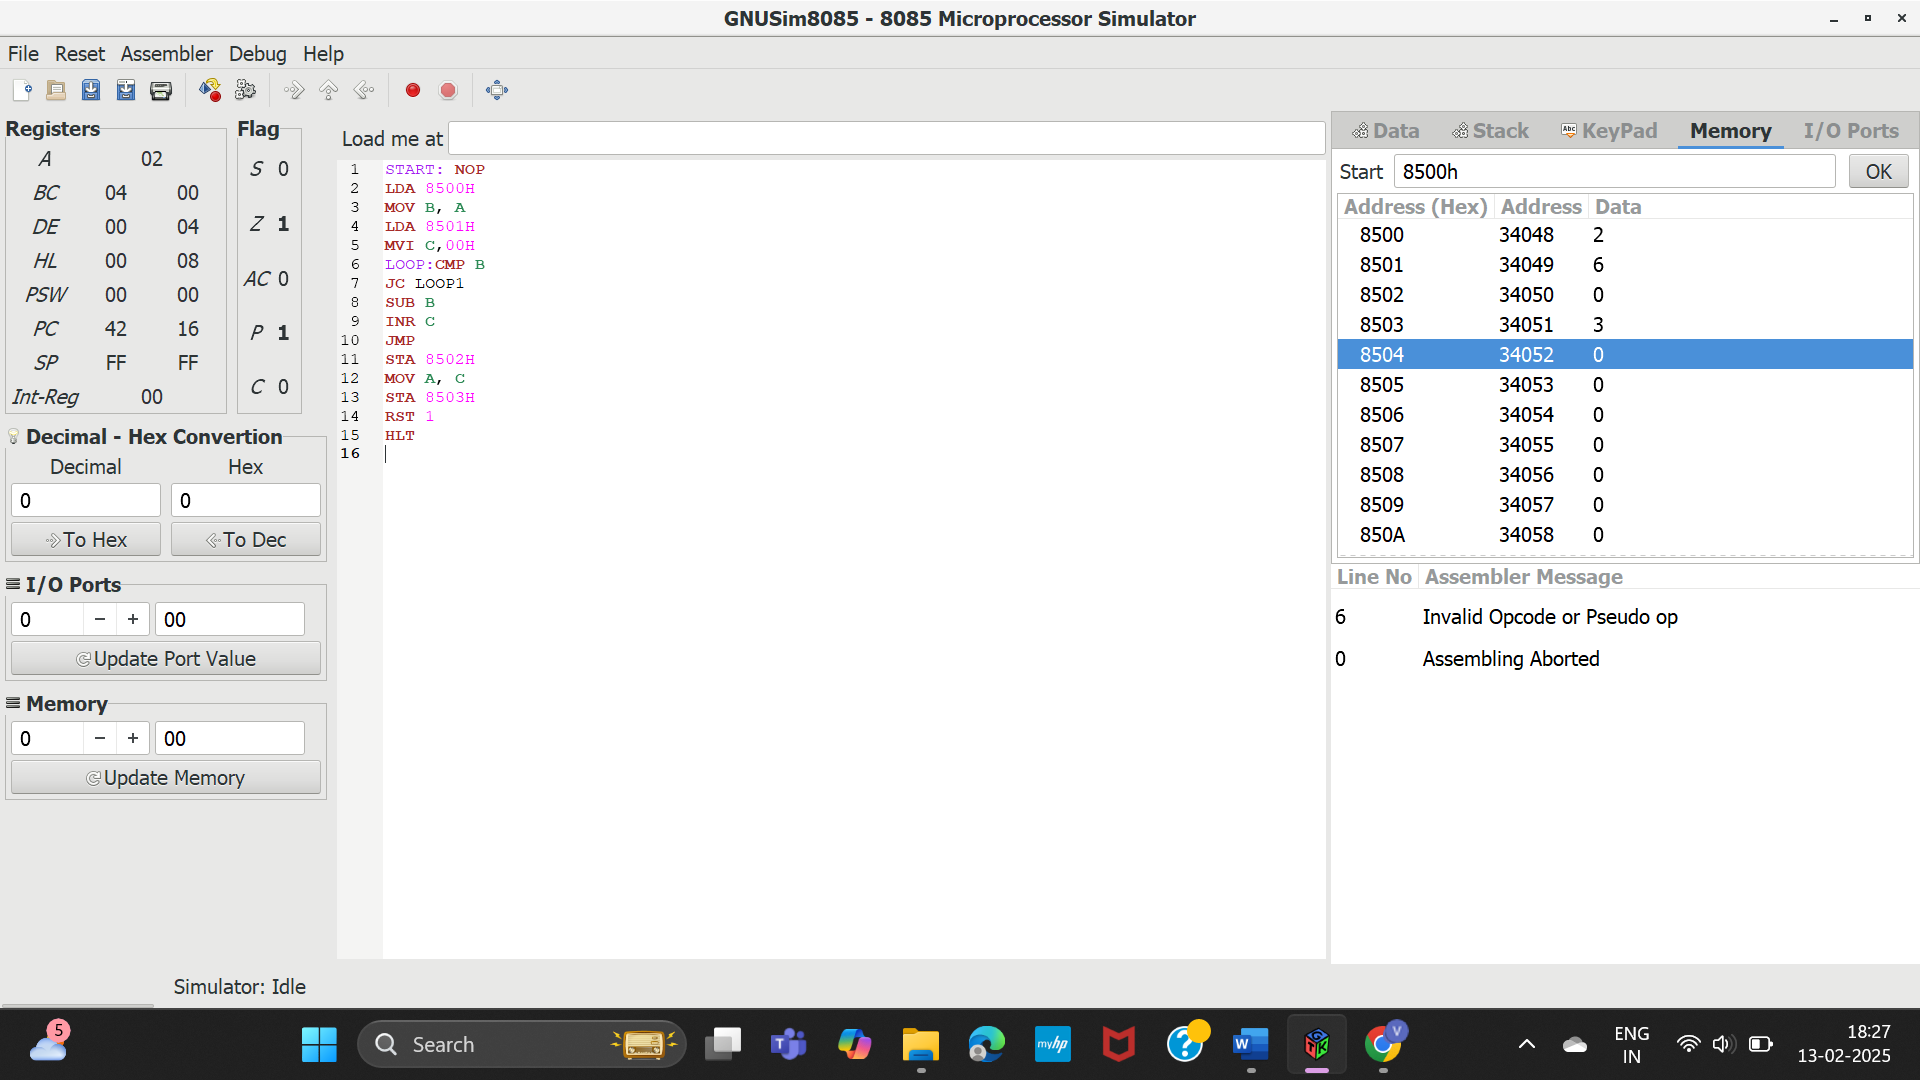 GNUSim8085 - 8085 Microprocessor Simulator
File Reset Assembler Debug Help
Registers
A 02
BC 04 00
DE 00 04
HL 00 08
PSW 00 00
PC 42 16
SP FF FF
Int-Reg 00
Flag
S 0
Z 1
AC 0
P 1
C 0
Decimal - Hex Convertion
Decimal Hex
0 0
To Hex To Dec
I/O Ports
0 − + 00
Update Port Value
Memory
0 − + 00
Update Memory
Load me at
1 START: NOP
2 LDA 8500H
3 MOV B, A
4 LDA 8501H
5 MVI C,00H
6 LOOP:CMP B
7 JC LOOP1
8 SUB B
9 INR C
10 JMP
11 STA 8502H
12 MOV A, C
13 STA 8503H
14 RST 1
15 HLT
16
Data Stack Abc KeyPad Memory I/O Ports
Start 8500h OK
Address (Hex) Address Data
8500 34048 2
8501 34049 6
8502 34050 0
8503 34051 3
8504 34052 0
8505 34053 0
8506 34054 0
8507 34055 0
8508 34056 0
8509 34057 0
850A 34058 0
Line No Assembler Message
6 Invalid Opcode or Pseudo op
0 Assembling Aborted
Simulator: Idle
5
Search
T
myhp
?
W
V
ENG
IN
18:27
13-02-2025